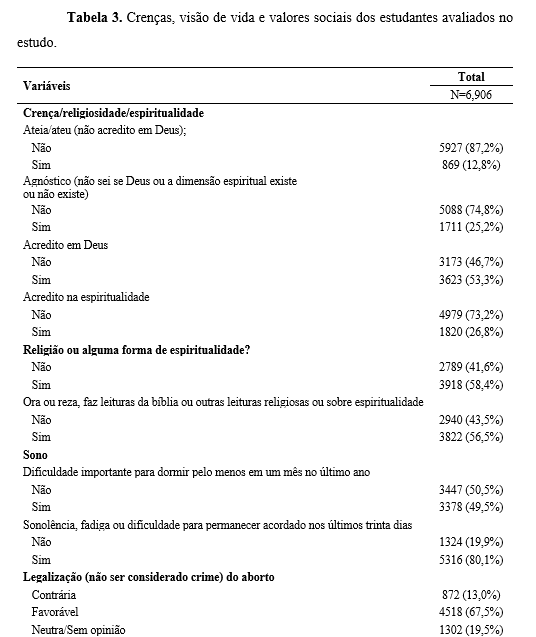 Tabela 3. Crenças, visão de vida e valores sociais dos estudantes avaliados no
estudo.
Variáveis
Total
N=6,906
Crença/religiosidade/espiritualidade
Ateia/ateu (não acredito em Deus);
Não 5927 (87,2%)
Sim 869 (12,8%)
Agnóstico (não sei se Deus ou a dimensão espiritual existe
ou não existe)
Não 5088 (74,8%)
Sim 1711 (25,2%)
Acredito em Deus
Não 3173 (46,7%)
Sim 3623 (53,3%)
Acredito na espiritualidade
Não 4979 (73,2%)
Sim 1820 (26,8%)
Religião ou alguma forma de espiritualidade?
Não 2789 (41,6%)
Sim 3918 (58,4%)
Ora ou reza, faz leituras da bíblia ou outras leituras religiosas ou sobre espiritualidade
Não 2940 (43,5%)
Sim 3822 (56,5%)
Sono
Dificuldade importante para dormir pelo menos em um mês no último ano
Não 3447 (50,5%)
Sim 3378 (49,5%)
Sonolência, fadiga ou dificuldade para permanecer acordado nos últimos trinta dias
Não 1324 (19,9%)
Sim 5316 (80,1%)
Legalização (não ser considerado crime) do aborto
Contrária 872 (13,0%)
Favorável 4518 (67,5%)
Neutra/Sem opinião 1302 (19,5%)